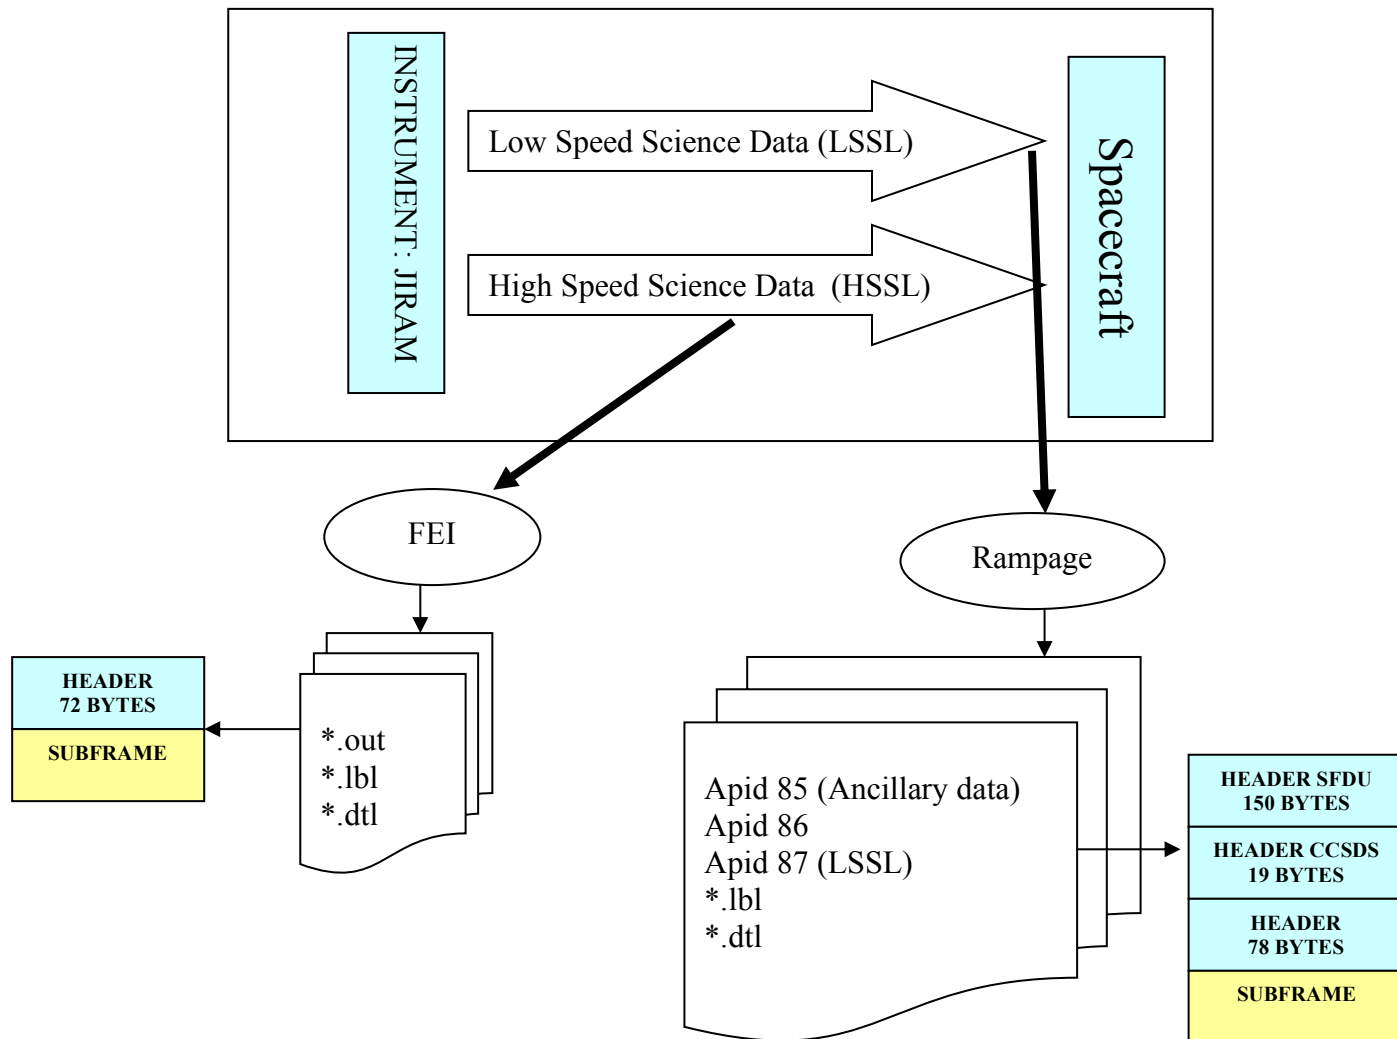 INSTRUMENT: JIRAM
Low Speed Science Data (LSSL)
High Speed Science Data  (HSSL)
Spacecraft
FEI
Rampage
HEADER
72 BYTES
SUBFRAME
*.out
*.lbl
*.dtl
Apid 85 (Ancillary data)
Apid 86
Apid 87 (LSSL)
*.lbl
*.dtl
HEADER SFDU
150 BYTES
HEADER CCSDS
19 BYTES
HEADER
78 BYTES
SUBFRAME